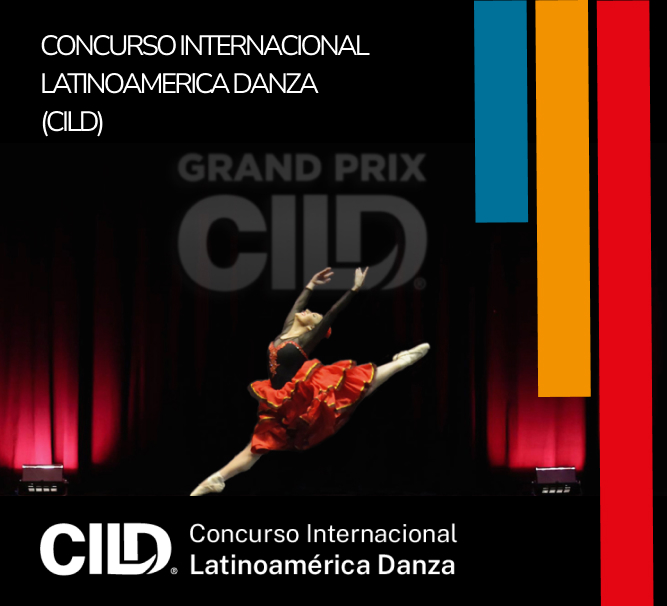 CONCURSO INTERNACIONAL
LATINOAMERICA DANZA
(CILD)
GRAND PRIX
CILD®
CILD®
Concurso Internacional
Latinoamérica Danza